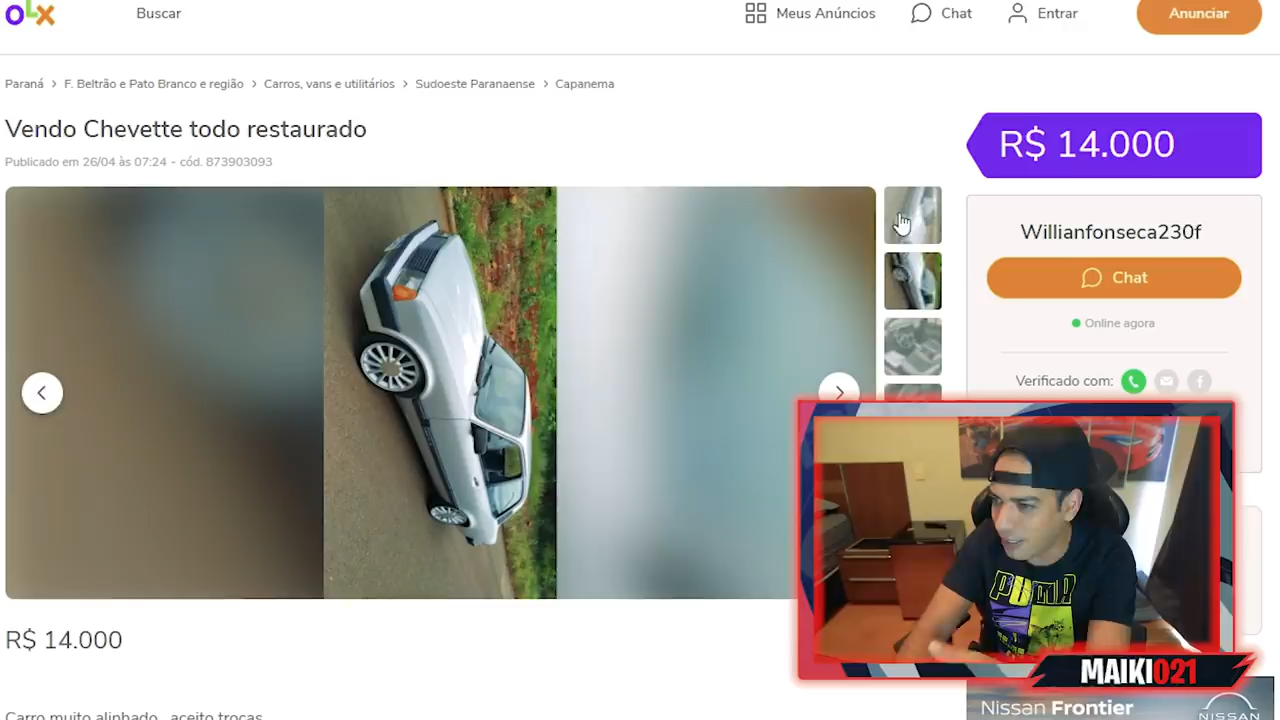 OLX
Buscar
Meus Anúncios
Chat
Entrar
Anunciar
Paraná > F. Beltrão e Pato Branco e região > Carros, vans e utilitários > Sudoeste Paranaense > Capanema
Vendo Chevette todo restaurado
Publicado em 26/04 às 07:24 - cód. 873903093
R$ 14.000
Willianfonseca230f
Chat
Online agora
Verificado com:
PUMA
MAIKI021
R$ 14.000
Carro muito alinhado, aceito trocas
Nissan Frontier
NISSAN